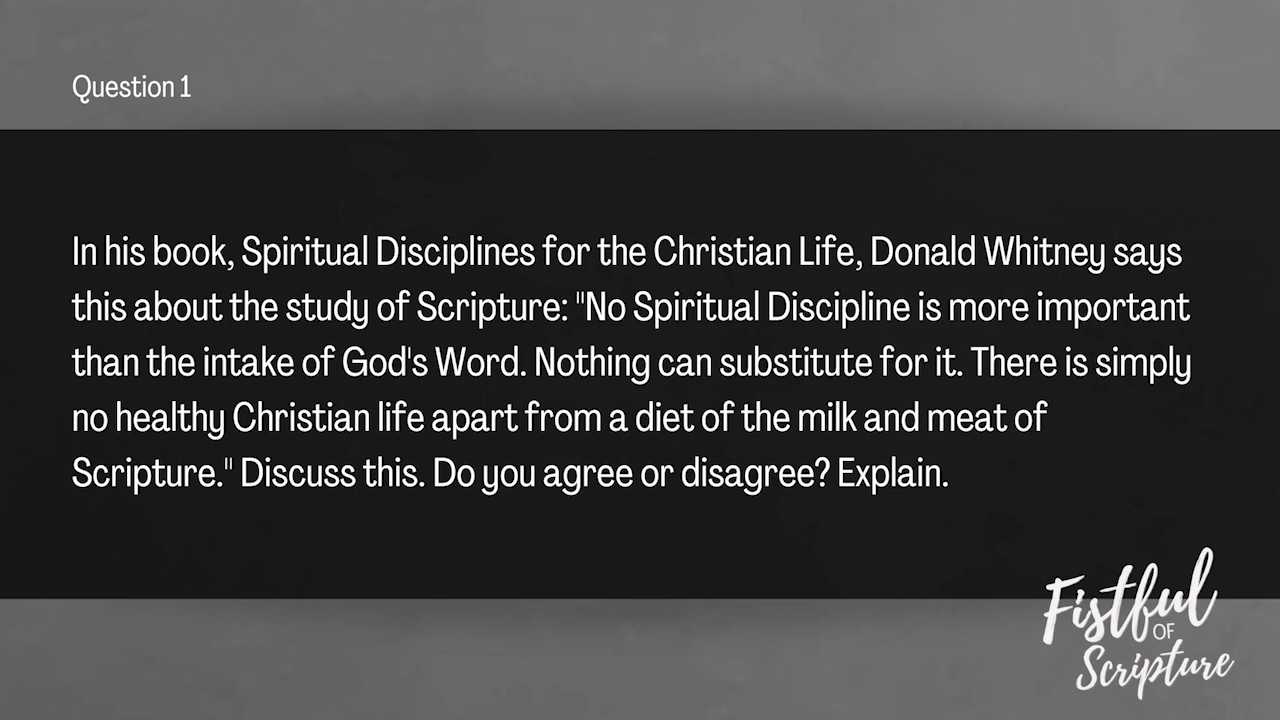 Question 1
In his book, Spiritual Disciplines for the Christian Life, Donald Whitney says
this about the study of Scripture: "No Spiritual Discipline is more important
than the intake of God's Word. Nothing can substitute for it. There is simply
no healthy Christian life apart from a diet of the milk and meat of
Scripture." Discuss this. Do you agree or disagree? Explain.
Fistful
OF
Scripture